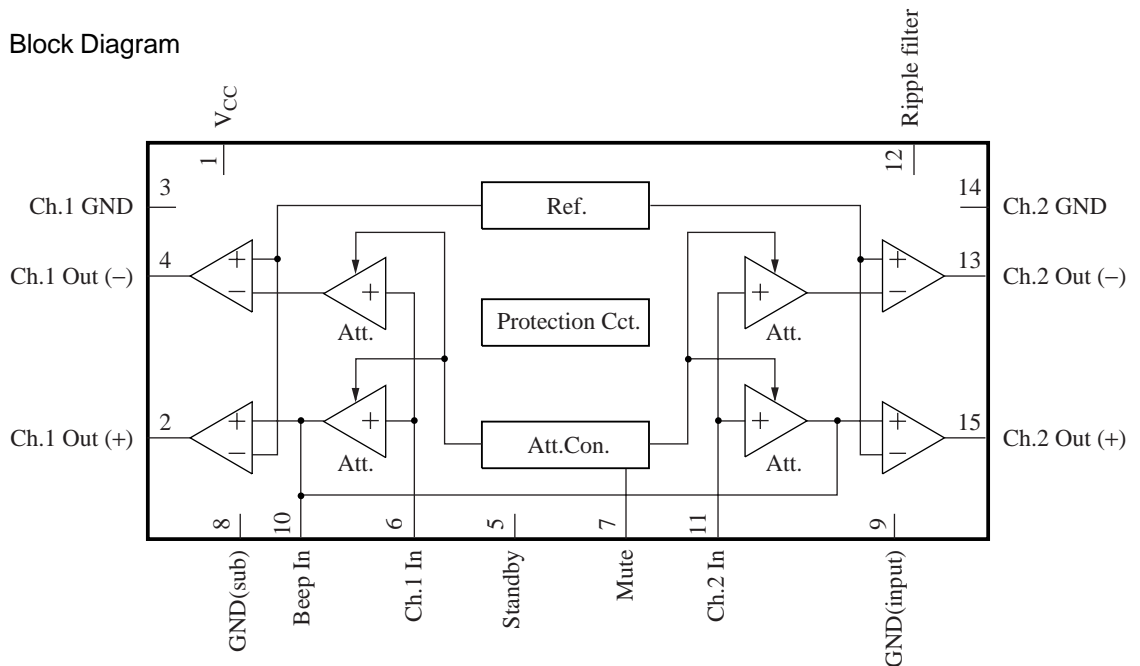 Block Diagram
V_CC
Ripple filter
1
12
3
14
Ch.1 GND
Ref.
Ch.2 GND
4
+
−
+
+
+
−
13
Ch.1 Out (−)
Ch.2 Out (−)
Att.
Protection Cct.
Att.
2
+
−
+
+
+
−
15
Ch.1 Out (+)
Att.Con.
Ch.2 Out (+)
Att.
Att.
8
10
6
5
7
11
9
GND(sub)
Beep In
Ch.1 In
Standby
Mute
Ch.2 In
GND(input)